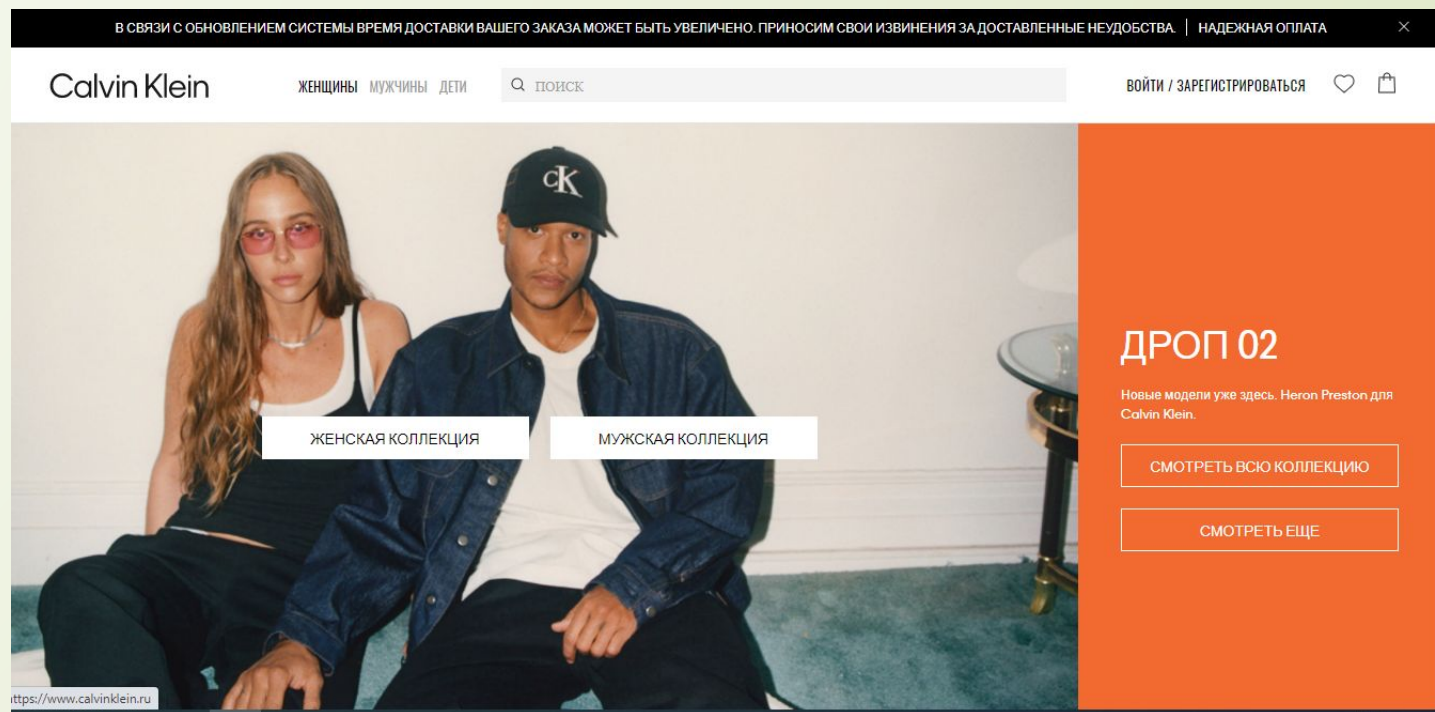 В СВЯЗИ С ОБНОВЛЕНИЕМ СИСТЕМЫ ВРЕМЯ ДОСТАВКИ ВАШЕГО ЗАКАЗА МОЖЕТ БЫТЬ УВЕЛИЧЕНО. ПРИНОСИМ СВОИ ИЗВИНЕНИЯ ЗА ДОСТАВЛЕННЫЕ НЕУДОБСТВА. | НАДЕЖНАЯ ОПЛАТА
Calvin Klein ЖЕНЩИНЫ МУЖЧИНЫ ДЕТИ ПОИСК ВОЙТИ / ЗАРЕГИСТРИРОВАТЬСЯ
CK
ДРОП 02
Новые модели уже здесь. Heron Preston для
Calvin Klein.
ЖЕНСКАЯ КОЛЛЕКЦИЯ МУЖСКАЯ КОЛЛЕКЦИЯ
СМОТРЕТЬ ВСЮ КОЛЛЕКЦИЮ
СМОТРЕТЬ ЕЩЕ
ttps://www.calvinklein.ru